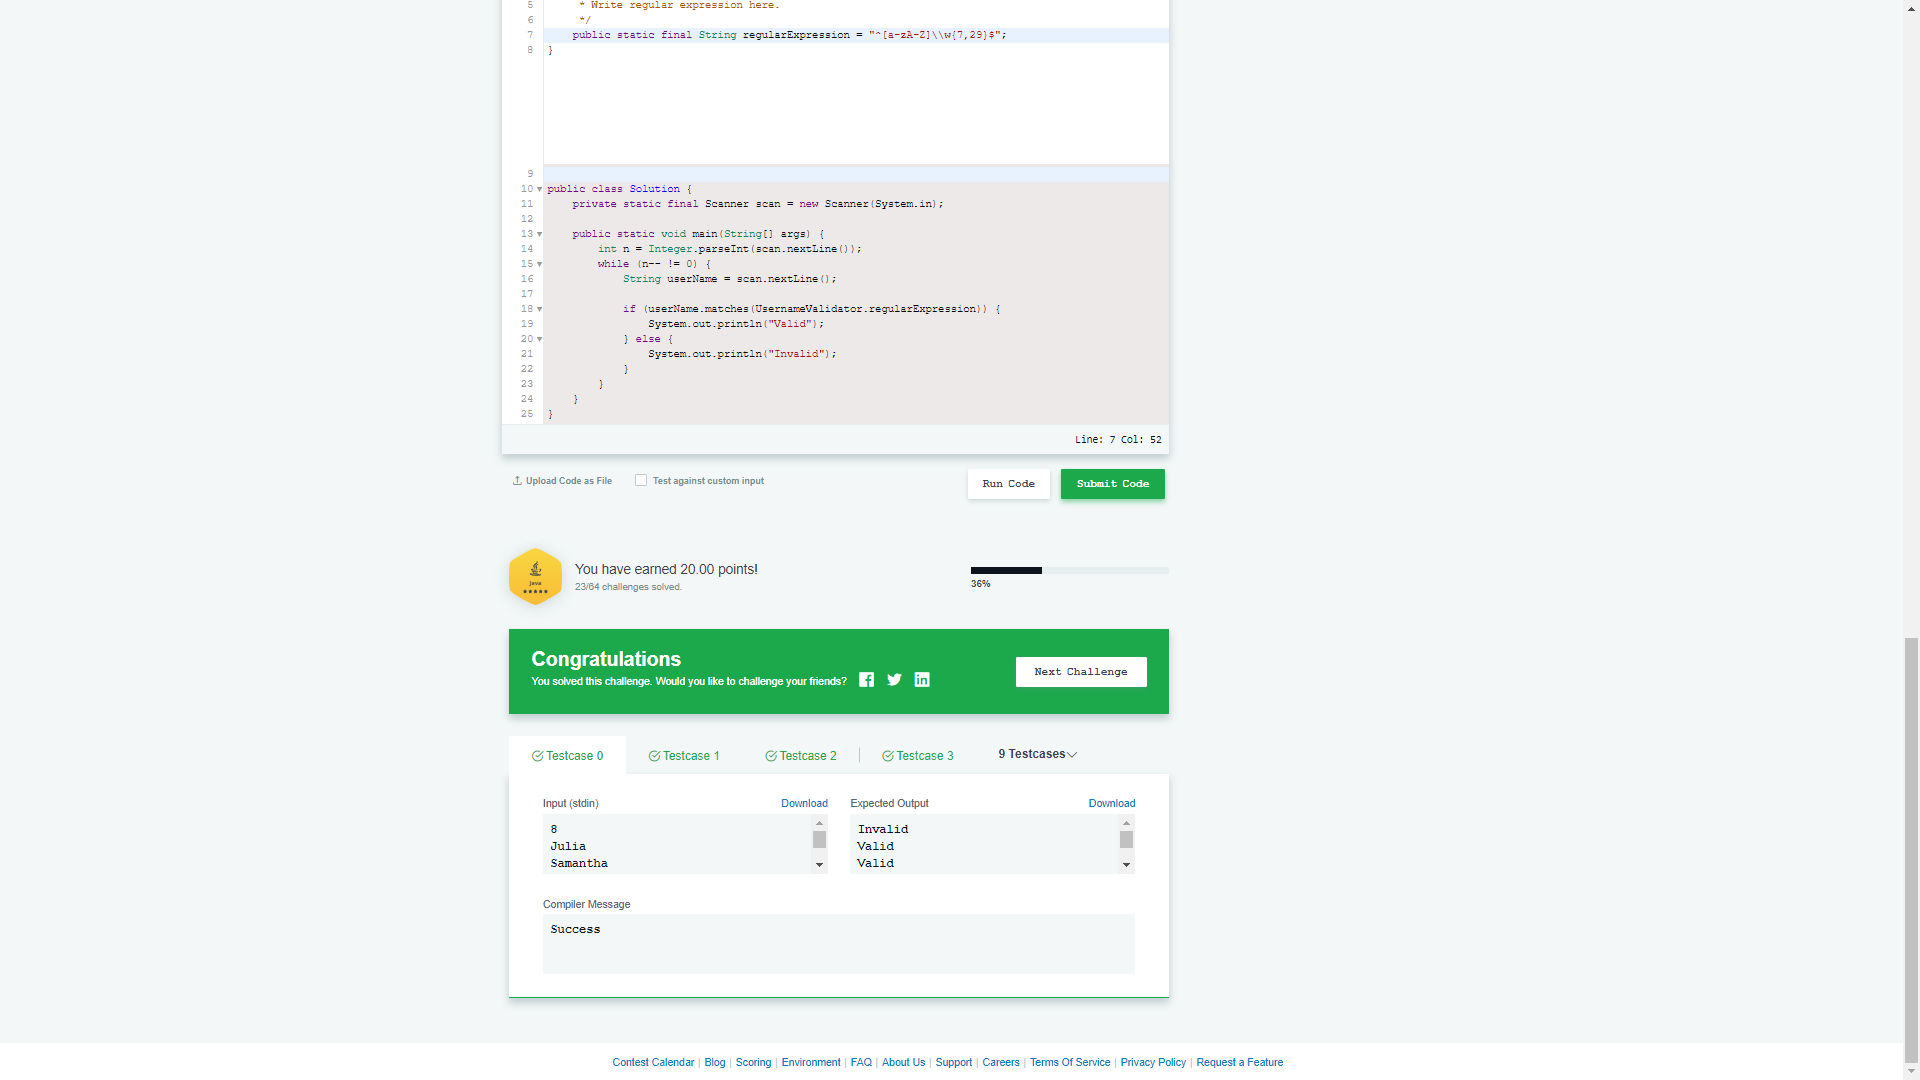 5 * Write regular expression here.
6 */
7 public static final String regularExpression = "^[a-zA-Z]\\w{7,29}$";
8 }
9
10 public class Solution {
11 private static final Scanner scan = new Scanner(System.in);
12
13 public static void main(String[] args) {
14 int n = Integer.parseInt(scan.nextLine());
15 while (n-- != 0) {
16 String userName = scan.nextLine();
17
18 if (userName.matches(UsernameValidator.regularExpression)) {
19 System.out.println("Valid");
20 } else {
21 System.out.println("Invalid");
22 }
23 }
24 }
25 }
Line: 7 Col: 52
Upload Code as File Test against custom input Run Code Submit Code
Java
You have earned 20.00 points!
23/64 challenges solved.
36%
Congratulations
You solved this challenge. Would you like to challenge your friends?
Next Challenge
Testcase 0 Testcase 1 Testcase 2 Testcase 3 9 Testcases
Input (stdin) Download Expected Output Download
8 Invalid
Julia Valid
Samantha Valid
Compiler Message
Success
Contest Calendar | Blog | Scoring | Environment | FAQ | About Us | Support | Careers | Terms Of Service | Privacy Policy | Request a Feature